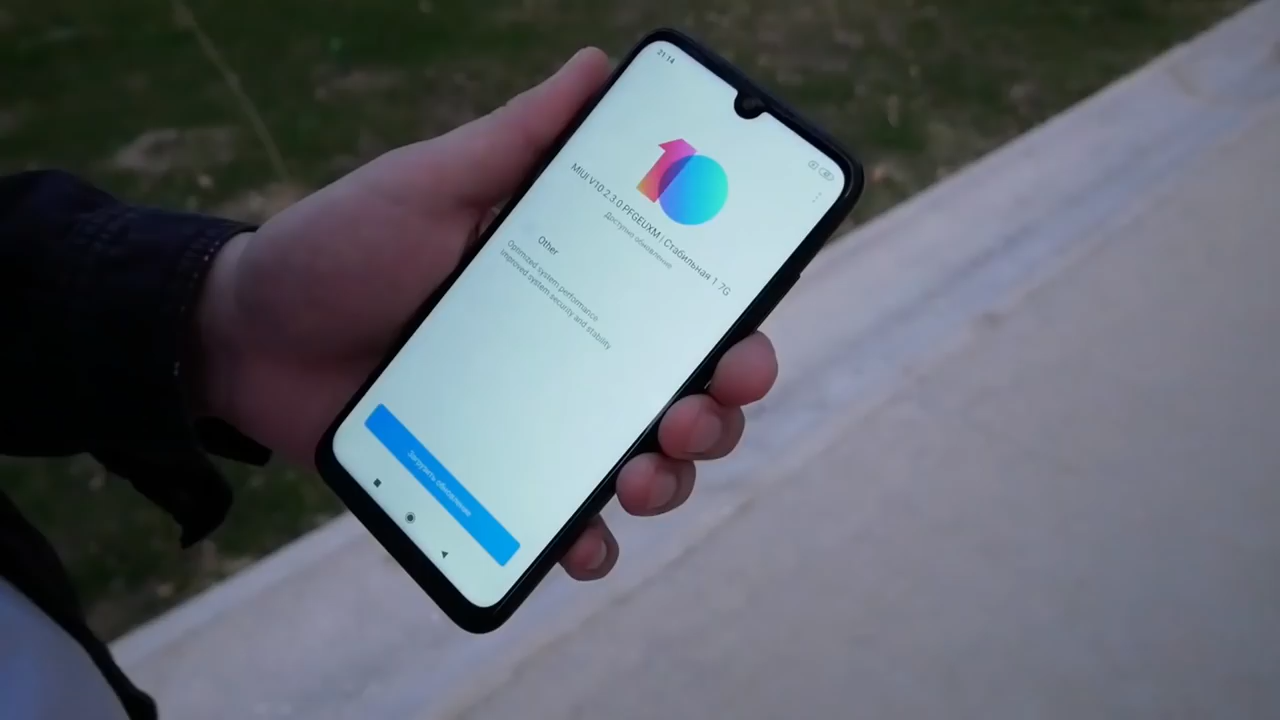 21:14
10
MIUI V10.2.3.0.PFGEUXM | Стабильная 1.7G
Доступно обновление
Other
Optimized system performance
Improved system security and stability
Загрузить обновление